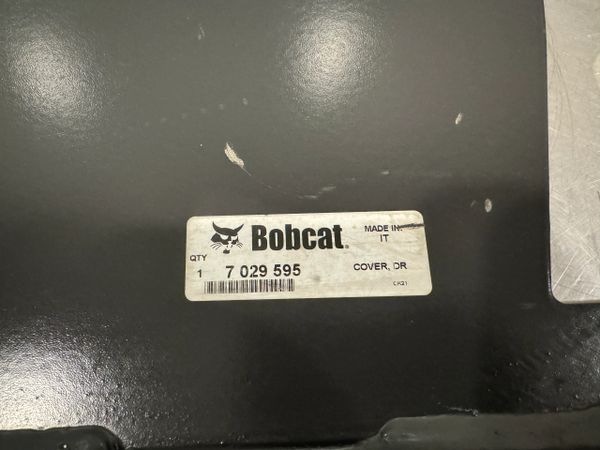 Bobcat.
MADE IN:
IT
QTY
1 7 029 595
COVER, DR